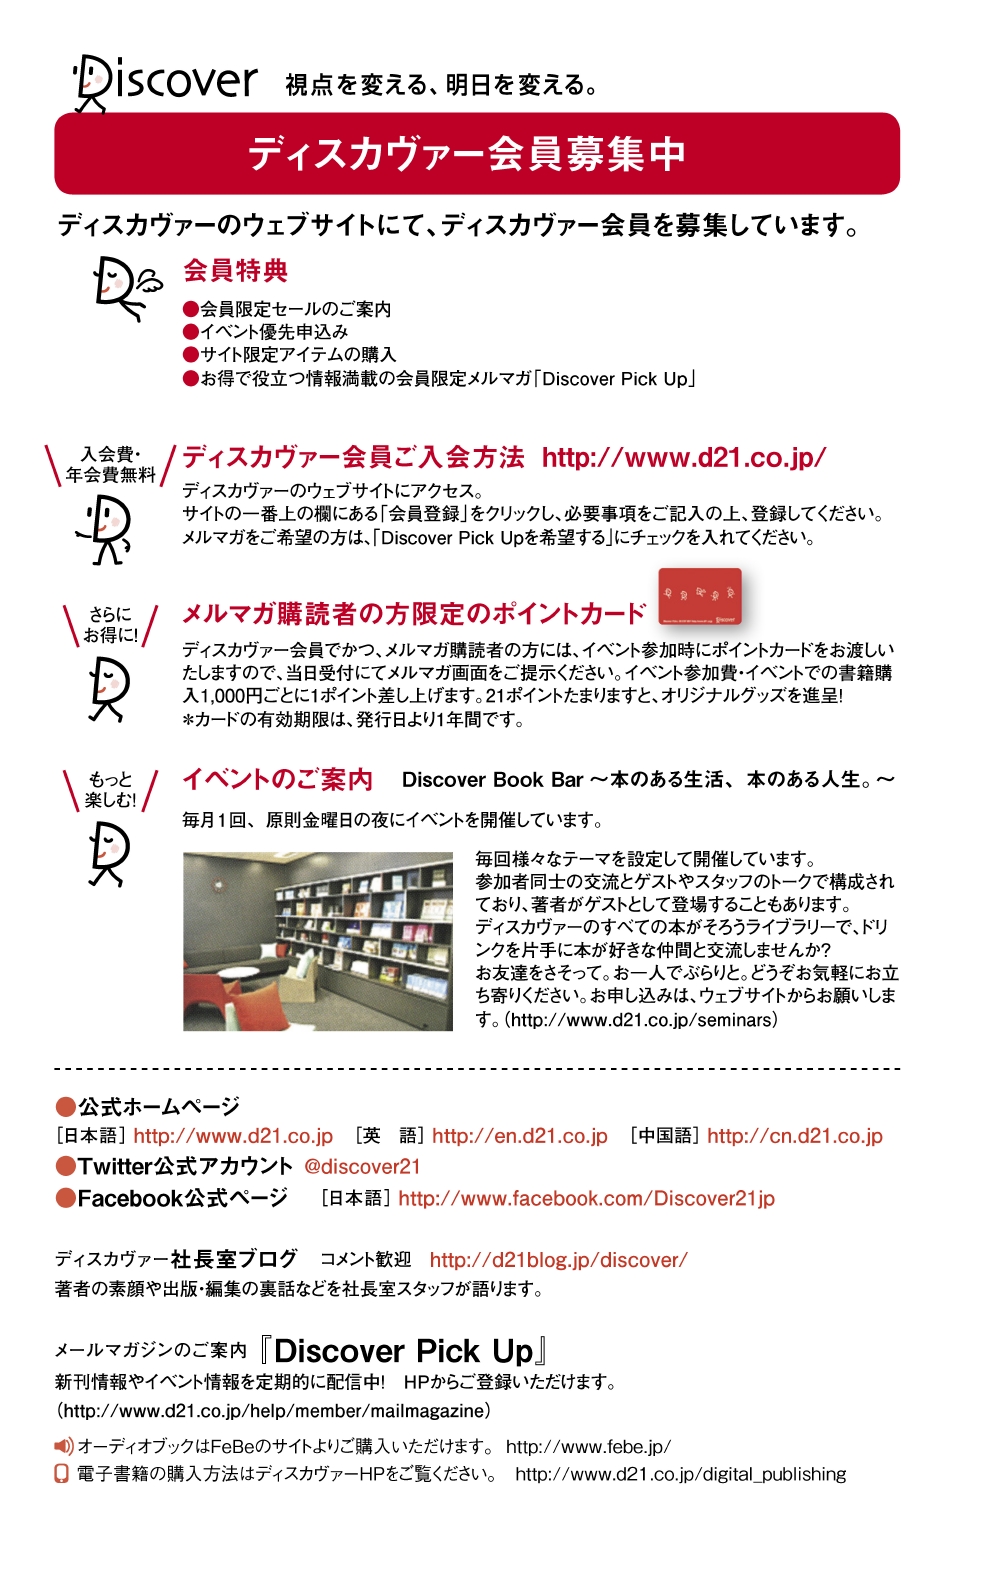 Discover 視点を変える、明日を変える。
ディスカヴァー会員募集中
ディスカヴァーのウェブサイトにて、ディスカヴァー会員を募集しています。
会員特典
●会員限定セールのご案内
●イベント優先申込み
●サイト限定アイテムの購入
●お得で役立つ情報満載の会員限定メルマガ「Discover Pick Up」
入会費・
年会費無料
ディスカヴァー会員ご入会方法 http://www.d21.co.jp/
ディスカヴァーのウェブサイトにアクセス。
サイトの一番上の欄にある「会員登録」をクリックし、必要事項をご記入の上、登録してください。
メルマガをご希望の方は、「Discover Pick Upを希望する」にチェックを入れてください。
さらに
お得に!
メルマガ購読者の方限定のポイントカード
Discover
ディスカヴァー会員でかつ、メルマガ購読者の方には、イベント参加時にポイントカードをお渡しい
たしますので、当日受付にてメルマガ画面をご提示ください。イベント参加費・イベントでの書籍購
入1,000円ごとに1ポイント差し上げます。21ポイントたまりますと、オリジナルグッズを進呈!
＊カードの有効期限は、発行日より1年間です。
もっと
楽しむ!
イベントのご案内 Discover Book Bar 〜本のある生活、本のある人生。〜
毎月1回、原則金曜日の夜にイベントを開催しています。
毎回様々なテーマを設定して開催しています。
参加者同士の交流とゲストやスタッフのトークで構成され
ており、著者がゲストとして登場することもあります。
ディスカヴァーのすべての本がそろうライブラリーで、ドリ
ンクを片手に本が好きな仲間と交流しませんか?
お友達をさそって。お一人でぶらりと。どうぞお気軽にお立
ち寄りください。お申し込みは、ウェブサイトからお願いしま
す。(http://www.d21.co.jp/seminars)
●公式ホームページ
[日本語] http://www.d21.co.jp [英　語] http://en.d21.co.jp [中国語] http://cn.d21.co.jp
●Twitter公式アカウント @discover21
●Facebook公式ページ [日本語] http://www.facebook.com/Discover21jp
ディスカヴァー社長室ブログ コメント歓迎 http://d21blog.jp/discover/
著者の素顔や出版・編集の裏話などを社長室スタッフが語ります。
メールマガジンのご案内『Discover Pick Up』
新刊情報やイベント情報を定期的に配信中!　HPからご登録いただけます。
(http://www.d21.co.jp/help/member/mailmagazine)
オーディオブックはFeBeのサイトよりご購入いただけます。 http://www.febe.jp/
電子書籍の購入方法はディスカヴァーHPをご覧ください。 http://www.d21.co.jp/digital_publishing